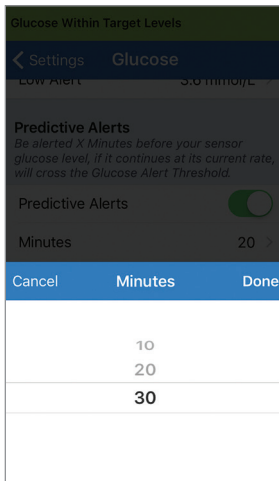 Glucose Within Target Levels
Settings Glucose
Low Alert 3.6 mmol/L
Predictive Alerts
Be alerted X Minutes before your sensor
glucose level, if it continues at its current rate,
will cross the Glucose Alert Threshold.
Predictive Alerts
Minutes 20
Cancel Minutes Done
10
20
30